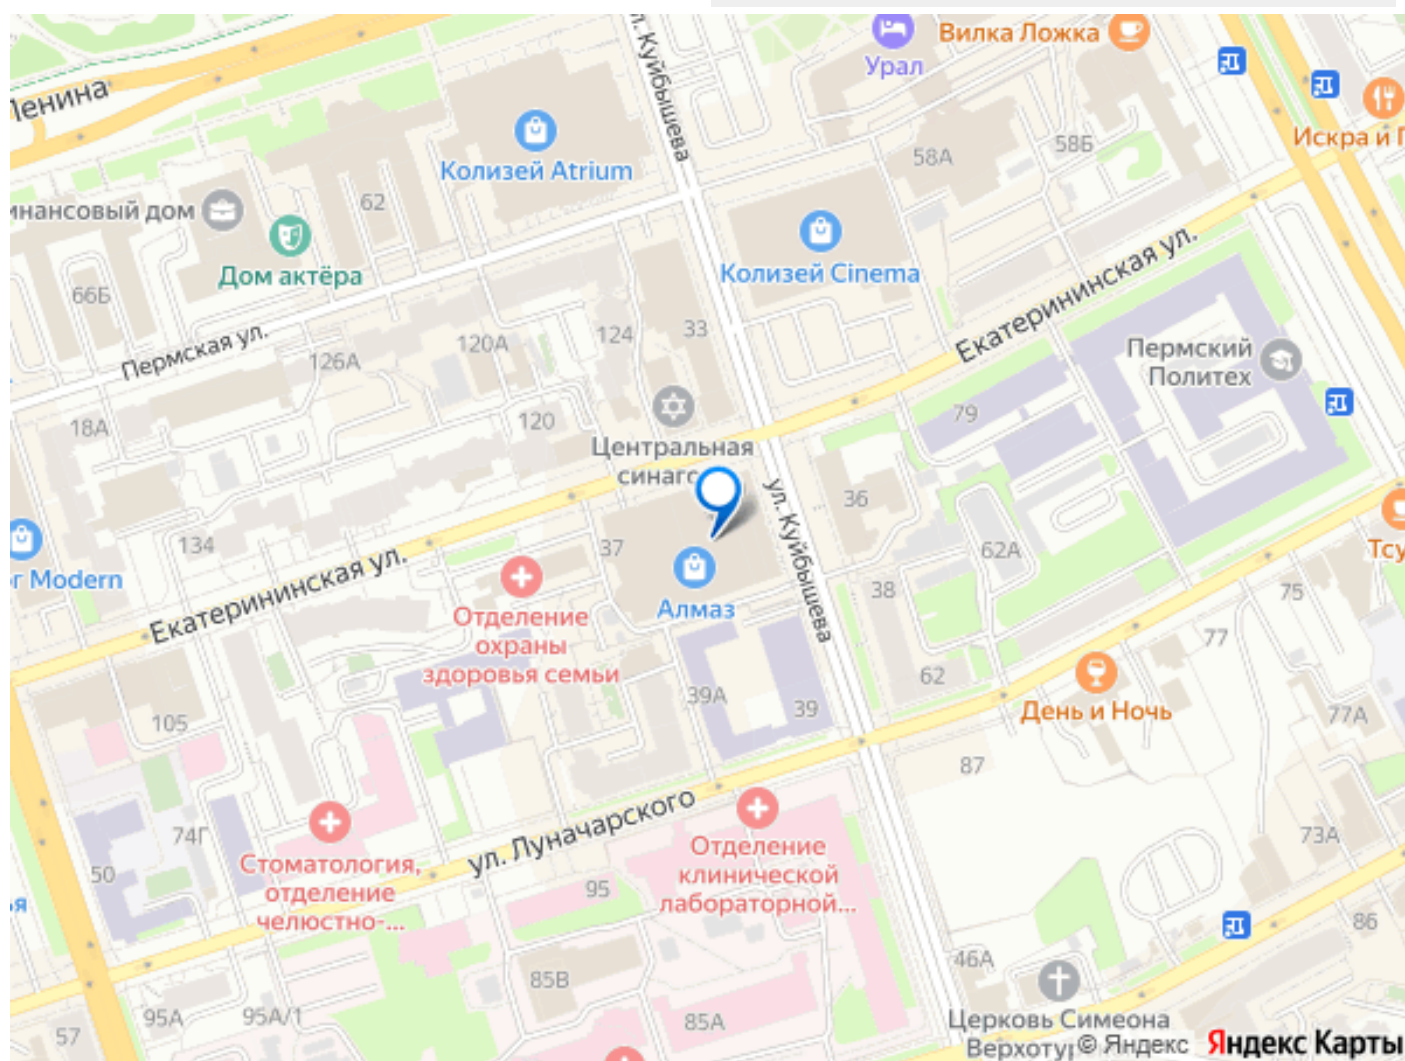 ул. Куйбышева
Вилка Ложка
Урал
Ленина
Колизей Atrium
58А
58Б
Искра и Г
инансовый дом
62
Дом актёра
Колизей Cinema
Екатерининская ул.
66Б
Пермская ул.
126А
120А
124
33
Пермский
Политех
18А
120
Центральная
синаго
79
134
ог Modern
Екатерининская ул.
37
ул. Куйбышева
36
62А
Тсу
Отделение
охраны
здоровья семьи
Алмаз
38
75
77
39А
39
62
День и Ночь
77А
105
87
74Г
ул. Луначарского
Стоматология,
отделение
челюстно-...
50
Отделение
клинической
лабораторной...
95
73А
я
86
85В
46А
95А
95А/1
57
85А
Церковь Симеона
Верхотур
© Яндекс Яндекс Карты